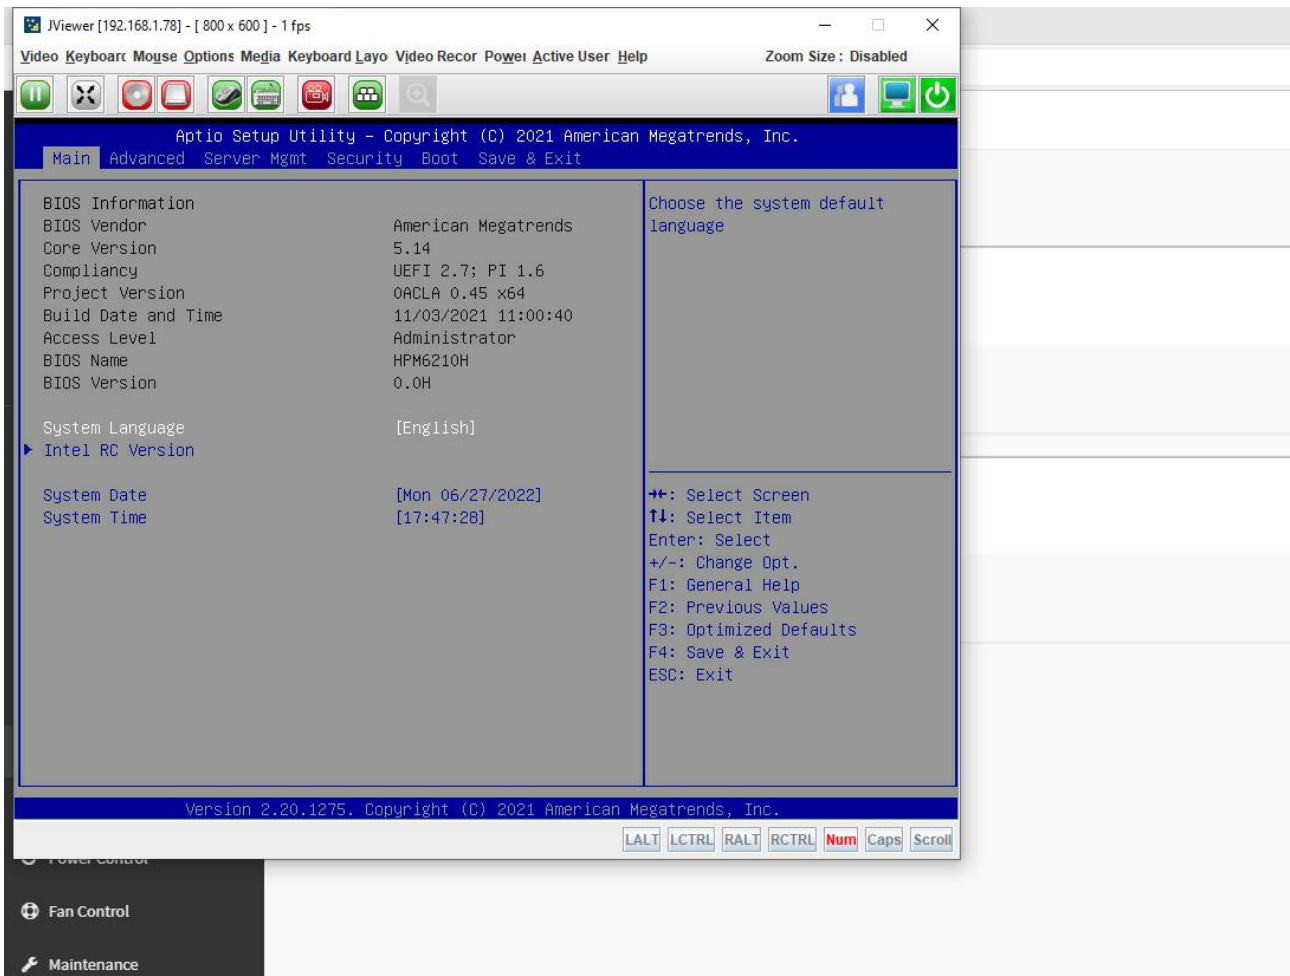 JViewer [192.168.1.78] - [ 800 x 600 ] - 1 fps
Video Keyboarc Mouse Options Media Keyboard Layo Video Recor Power Active User Help Zoom Size : Disabled
Aptio Setup Utility – Copyright (C) 2021 American Megatrends, Inc.
Main Advanced Server Mgmt Security Boot Save & Exit
BIOS Information
BIOS Vendor American Megatrends
Core Version 5.14
Compliancy UEFI 2.7; PI 1.6
Project Version 0ACLA 0.45 x64
Build Date and Time 11/03/2021 11:00:40
Access Level Administrator
BIOS Name HPM6210H
BIOS Version 0.0H
System Language [English]
Intel RC Version
System Date [Mon 06/27/2022]
System Time [17:47:28]
Choose the system default
language
→←: Select Screen
↑↓: Select Item
Enter: Select
+/-: Change Opt.
F1: General Help
F2: Previous Values
F3: Optimized Defaults
F4: Save & Exit
ESC: Exit
Version 2.20.1275. Copyright (C) 2021 American Megatrends, Inc.
LALT LCTRL RALT RCTRL Num Caps Scroll
Power Control
Fan Control
Maintenance